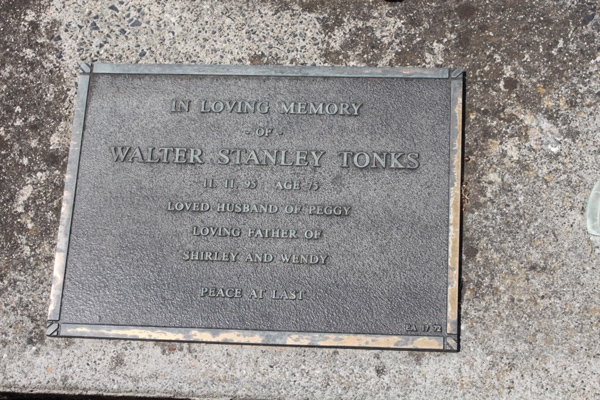 IN LOVING MEMORY
- OF -
WALTER STANLEY TONKS
11. 11. 95 AGE 75
LOVED HUSBAND OF PEGGY
LOVING FATHER OF
SHIRLEY AND WENDY
PEACE AT LAST